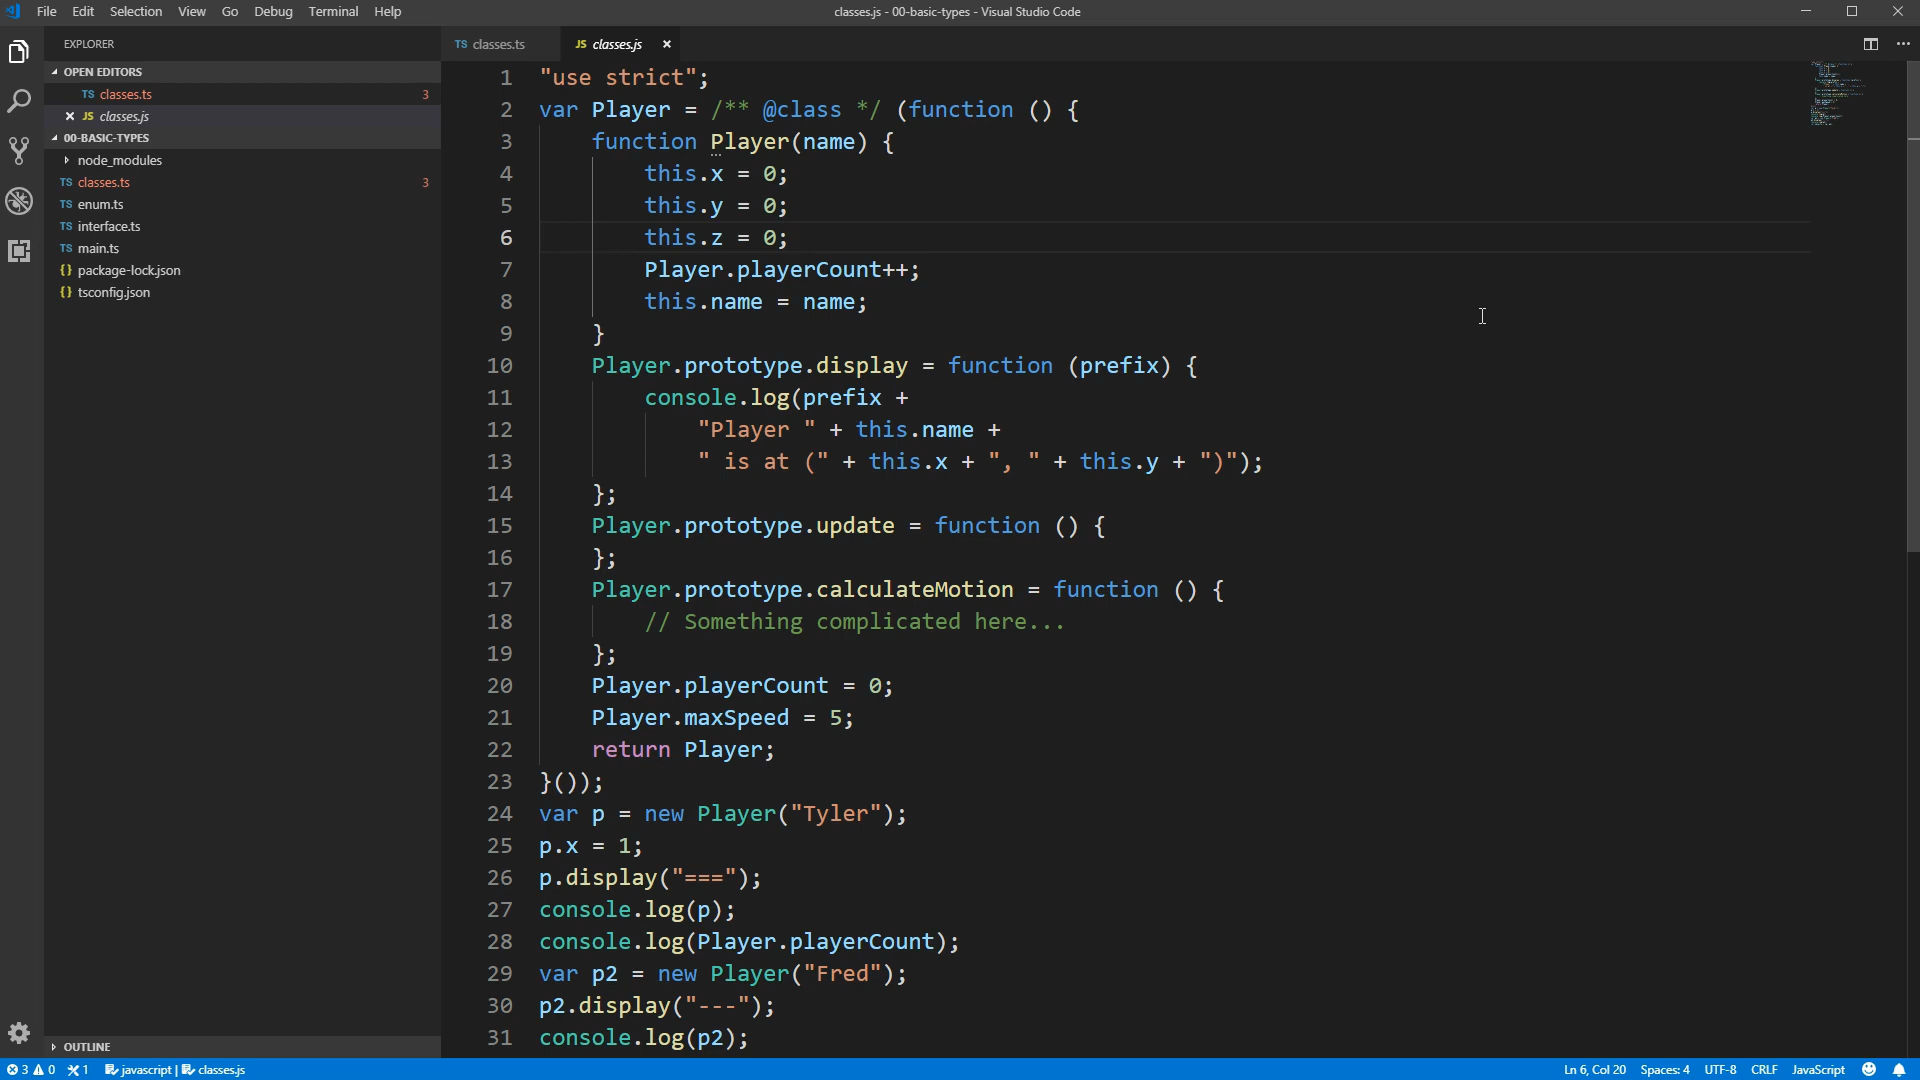 File Edit Selection View Go Debug Terminal Help
classes.js - 00-basic-types - Visual Studio Code
EXPLORER
OPEN EDITORS
TS classes.ts 3
JS classes.js
00-BASIC-TYPES
node_modules
TS classes.ts 3
TS enum.ts
TS interface.ts
TS main.ts
{} package-lock.json
{} tsconfig.json
OUTLINE
TS classes.ts
JS classes.js
1 "use strict";
2 var Player = /** @class */ (function () {
3 function Player(name) {
4 this.x = 0;
5 this.y = 0;
6 this.z = 0;
7 Player.playerCount++;
8 this.name = name;
9 }
10 Player.prototype.display = function (prefix) {
11 console.log(prefix +
12 "Player " + this.name +
13 " is at (" + this.x + ", " + this.y + ")");
14 };
15 Player.prototype.update = function () {
16 };
17 Player.prototype.calculateMotion = function () {
18 // Something complicated here...
19 };
20 Player.playerCount = 0;
21 Player.maxSpeed = 5;
22 return Player;
23 }());
24 var p = new Player("Tyler");
25 p.x = 1;
26 p.display("===");
27 console.log(p);
28 console.log(Player.playerCount);
29 var p2 = new Player("Fred");
30 p2.display("---");
31 console.log(p2);
3 0 1 javascript | classes.js
Ln 6, Col 20 Spaces: 4 UTF-8 CRLF JavaScript